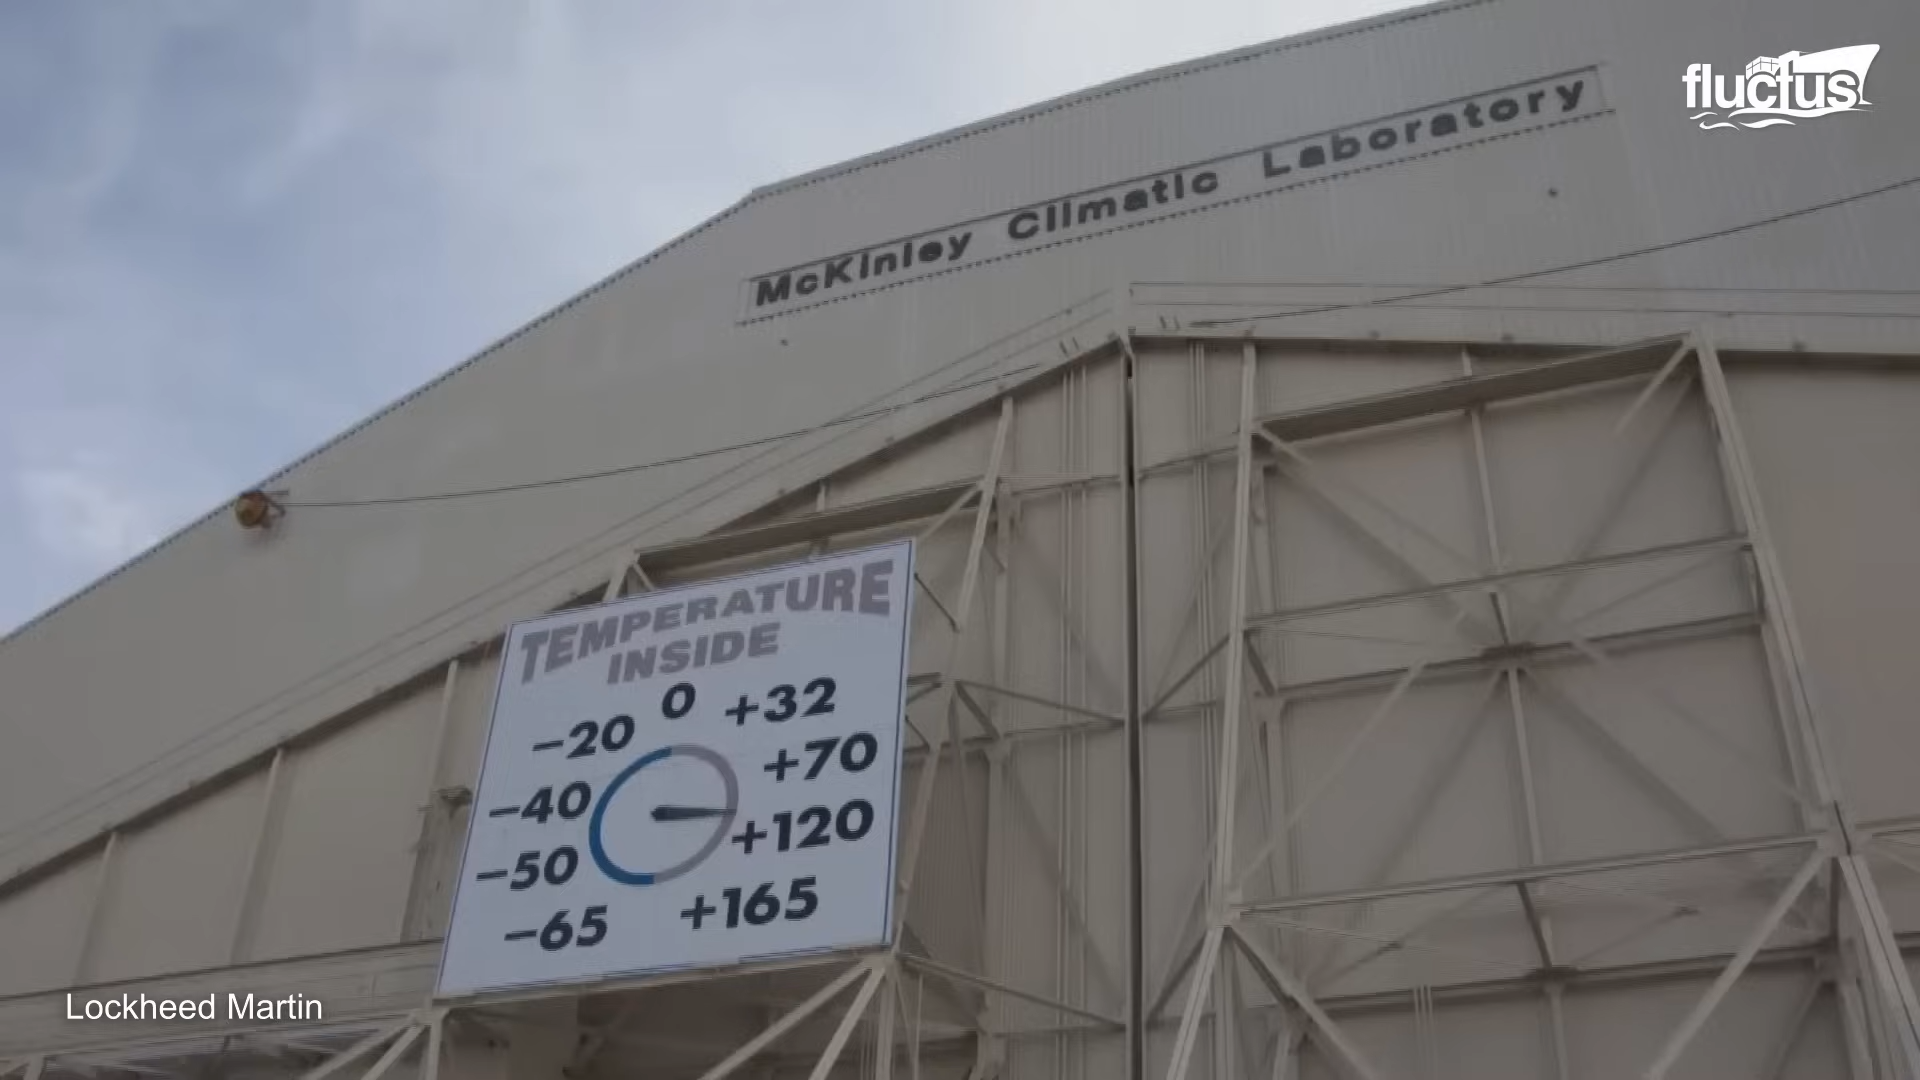 fluctus
McKinley Climatic Laboratory
TEMPERATURE
INSIDE
0
+32
-20
+70
-40
+120
-50
+165
-65
Lockheed Martin